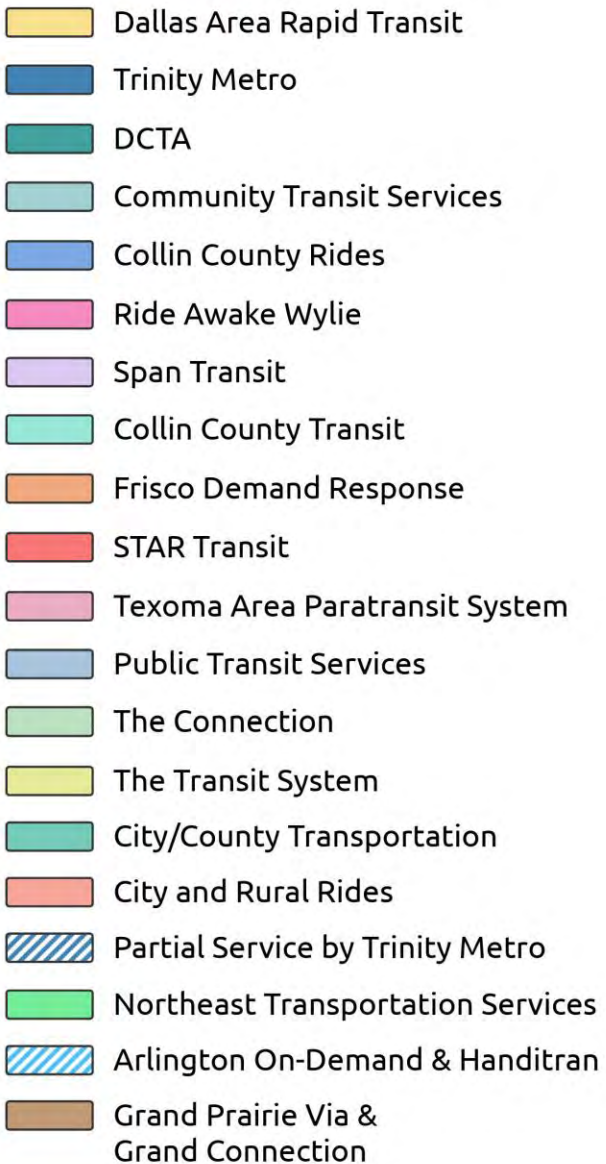 Dallas Area Rapid Transit
Trinity Metro
DCTA
Community Transit Services
Collin County Rides
Ride Awake Wylie
Span Transit
Collin County Transit
Frisco Demand Response
STAR Transit
Texoma Area Paratransit System
Public Transit Services
The Connection
The Transit System
City/County Transportation
City and Rural Rides
Partial Service by Trinity Metro
Northeast Transportation Services
Arlington On-Demand & Handitran
Grand Prairie Via &
Grand Connection